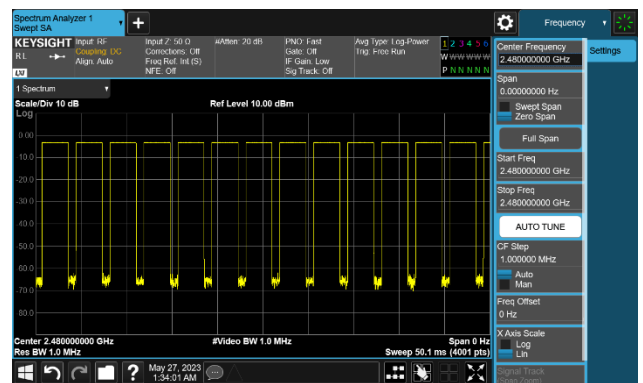 Spectrum Analyzer 1
Swept SA
Frequency
KEYSIGHT
R L
Input: RF
Coupling: DC
Align: Auto
Input Z: 50 Ω
Corrections: Off
Freq Ref: Int (S)
NFE: Off
#Atten: 20 dB
PNO: Fast
Gate: Off
IF Gain: Low
Sig Track: Off
Avg Type: Log-Power
Trig: Free Run
1 2 3 4 5 6
W W W W W W
P N N N N N
LXI
1 Spectrum
Scale/Div 10 dB
Ref Level 10.00 dBm
Log
0.00
-10.0
-20.0
-30.0
-40.0
-50.0
-60.0
-70.0
-80.0
Center 2.480000000 GHz
#Video BW 1.0 MHz
Span 0 Hz
Res BW 1.0 MHz
Sweep 50.1 ms (4001 pts)
May 27, 2023
1:34:01 AM
Center Frequency
2.480000000 GHz
Settings
Span
0.00000000 Hz
Swept Span
Zero Span
Full Span
Start Freq
2.480000000 GHz
Stop Freq
2.480000000 GHz
AUTO TUNE
CF Step
1.000000 MHz
Auto
Man
Freq Offset
0 Hz
X Axis Scale
Log
Lin
Signal Track
(Span Zoom)